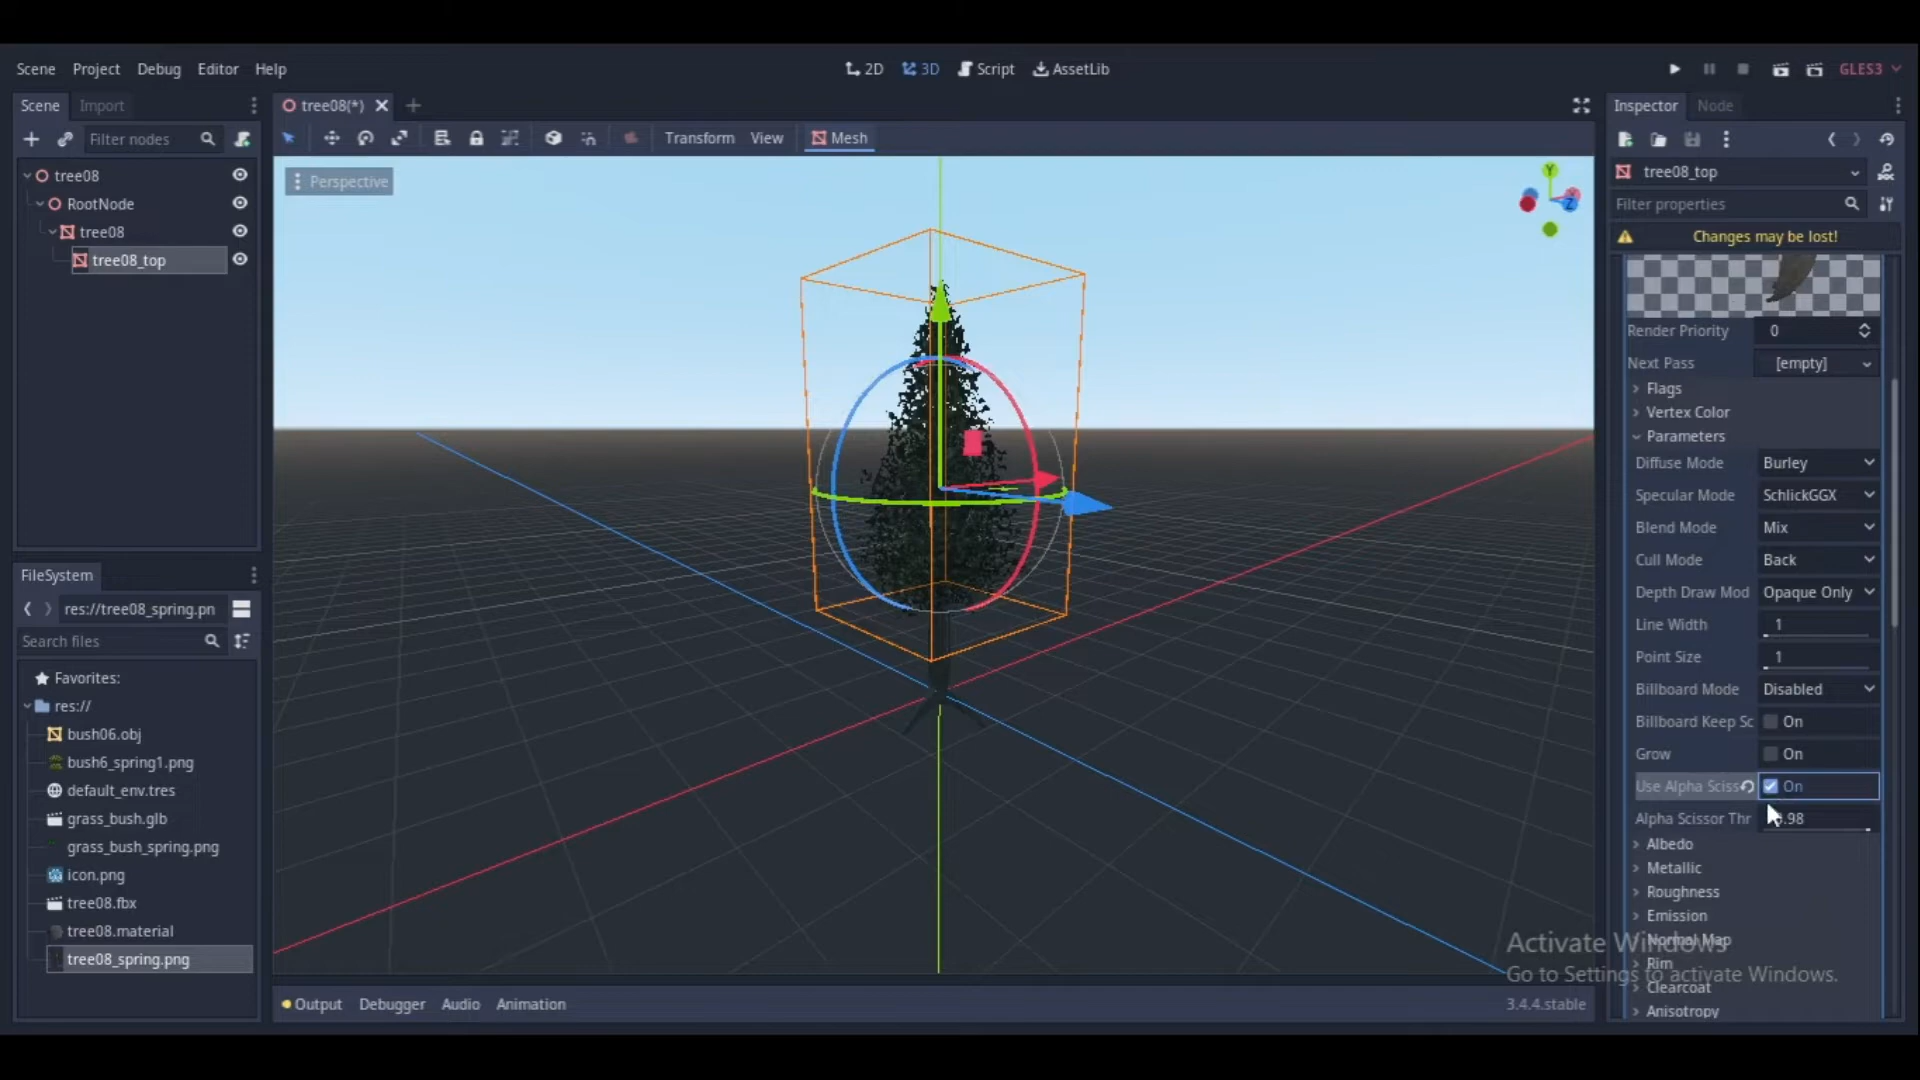 Scene Project Debug Editor Help
2D 3D Script AssetLib
GLES3
Scene Import
tree08(*)
Inspector Node
Filter nodes
Transform View Mesh
tree08_top
Filter properties
Changes may be lost!
tree08
RootNode
tree08
tree08_top
Perspective
Y
Z
Render Priority 0
Next Pass [empty]
Flags
Vertex Color
Parameters
Diffuse Mode Burley
Specular Mode SchlickGGX
Blend Mode Mix
Cull Mode Back
Depth Draw Mod Opaque Only
Line Width 1
Point Size 1
Billboard Mode Disabled
Billboard Keep Sc On
Grow On
Use Alpha Sciss On
Alpha Scissor Thr .98
Albedo
Metallic
Roughness
Emission
Normal Map
Rim
Clearcoat
Anisotropy
FileSystem
res://tree08_spring.pn
Search files
Favorites:
res://
bush06.obj
bush6_spring1.png
default_env.tres
grass_bush.glb
grass_bush_spring.png
icon.png
tree08.fbx
tree08.material
tree08_spring.png
Output Debugger Audio Animation
3.4.4.stable
Activate Windows
Go to Settings to activate Windows.